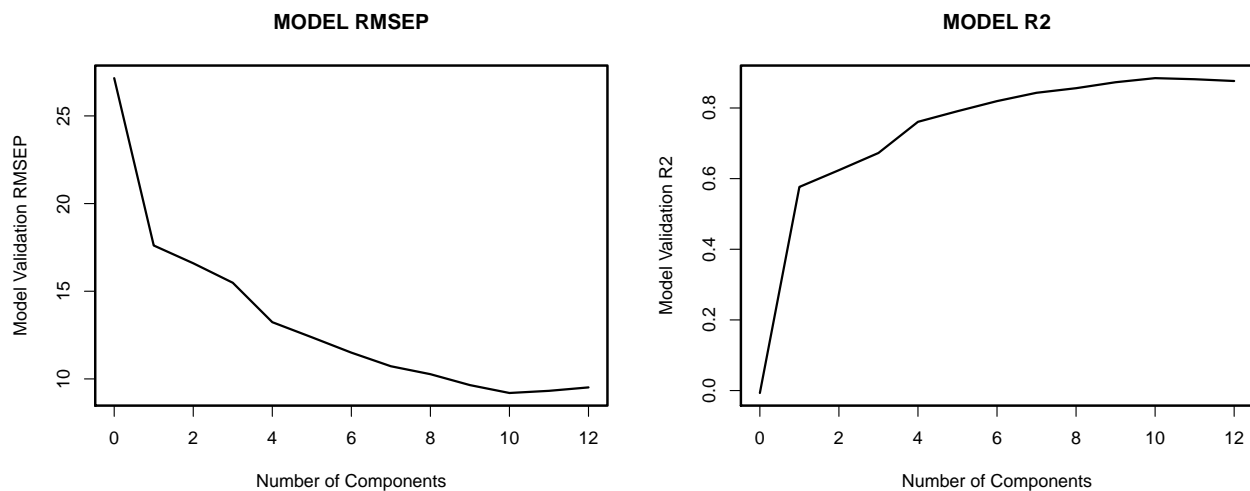 MODEL RMSEP
Model Validation RMSEP
25
20
15
10
0 2 4 6 8 10 12
Number of Components
MODEL R2
Model Validation R2
0.8
0.6
0.4
0.2
0.0
0 2 4 6 8 10 12
Number of Components